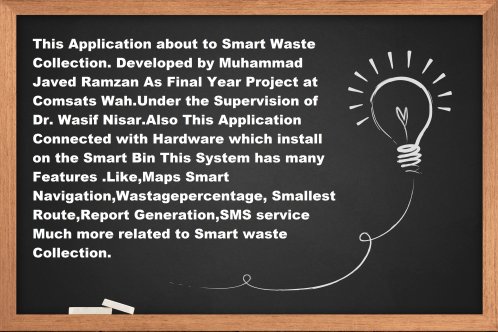 This Application about to Smart Waste
Collection. Developed by Muhammad
Javed Ramzan As Final Year Project at
Comsats Wah.Under the Supervision of
Dr. Wasif Nisar.Also This Application
Connected with Hardware which install
on the Smart Bin This System has many
Features .Like,Maps Smart
Navigation,Wastagepercentage, Smallest
Route,Report Generation,SMS service
Much more related to Smart waste
Collection.